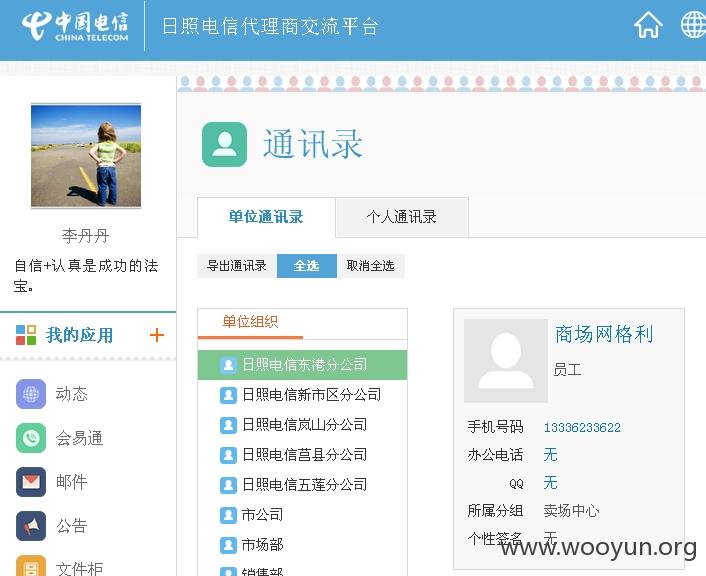 中国电信
CHINA TELECOM
日照电信代理商交流平台
李丹丹
自信+认真是成功的法
宝。
我的应用 +
动态
会易通
邮件
公告
文件柜
通讯录
单位通讯录 个人通讯录
导出通讯录 全选 取消全选
单位组织
日照电信东港分公司
日照电信新市区分公司
日照电信岚山分公司
日照电信莒县分公司
日照电信五莲分公司
市公司
市场部
销售部
商场网格利
员工
手机号码 13336233622
办公电话 无
QQ 无
所属分组 卖场中心
个性签名 无
www.wooyun.org